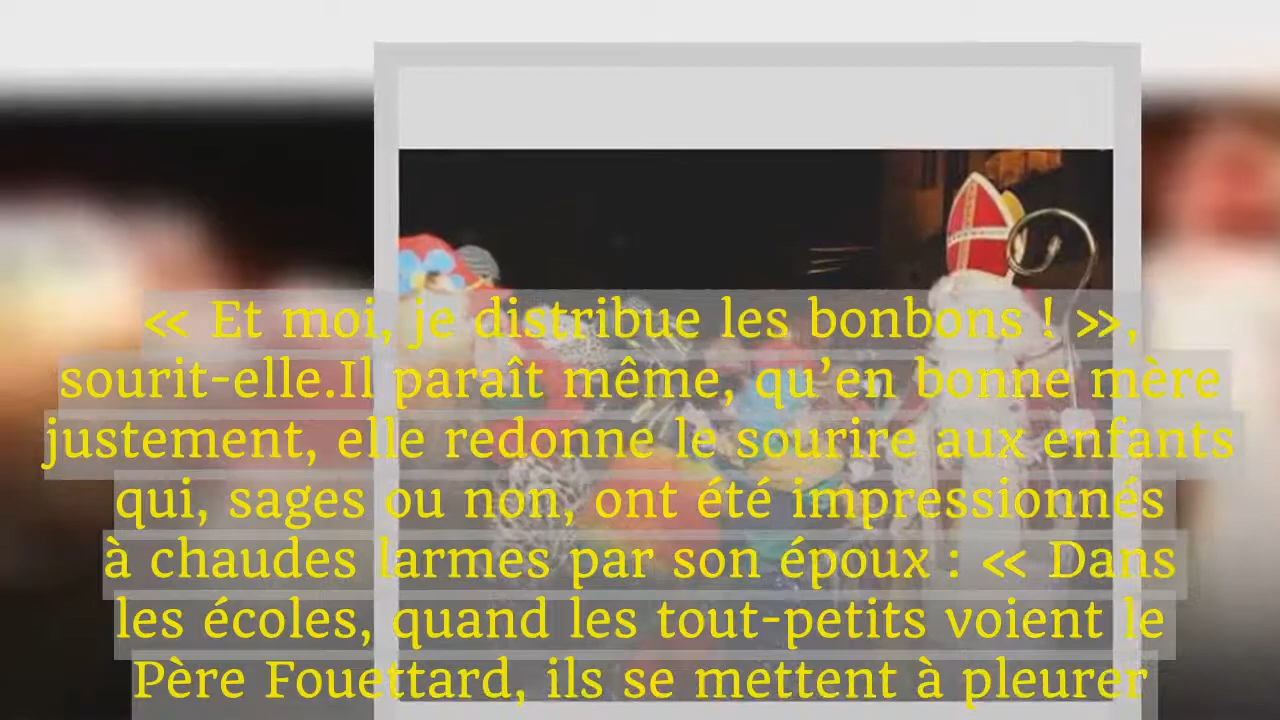 « Et moi, je distribue les bonbons ! »,
sourit-elle.Il paraît même, qu’en bonne mère
justement, elle redonne le sourire aux enfants
qui, sages ou non, ont été impressionnés
à chaudes larmes par son époux : « Dans
les écoles, quand les tout-petits voient le
Père Fouettard, ils se mettent à pleurer